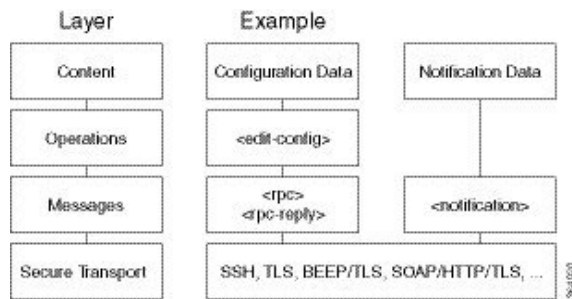 Layer
Example
Content
Configuration Data
Notification Data
Operations
<edit-config>
Messages
<rpc>
<rpc-reply>
<notification>
Secure Transport
SSH, TLS, BEEP/TLS, SOAP/HTTP/TLS, ...